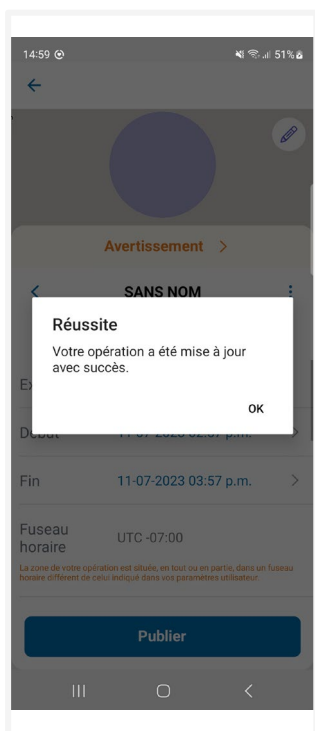 14:59
51%
Avertissement >
SANS NOM
Réussite
Votre opération a été mise à jour
avec succès.
OK
Fin
11-07-2023 03:57 p.m.
Fuseau
horaire
UTC -07:00
La zone de votre opération est située, en tout ou en partie, dans un fuseau
horaire différent de celui indiqué dans vos paramètres utilisateur.
Publier